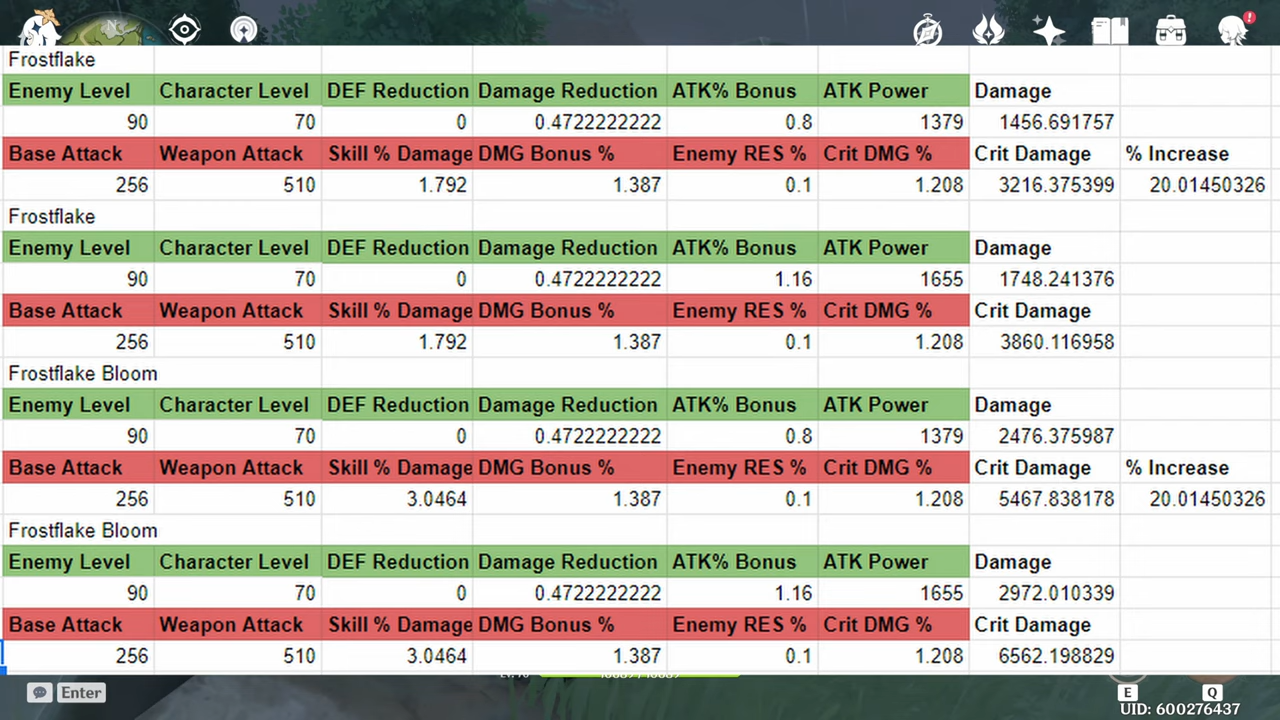 N
Frostflake
Enemy Level Character Level DEF Reduction Damage Reduction ATK% Bonus ATK Power Damage
90 70 0 0.4722222222 0.8 1379 1456.691757
Base Attack Weapon Attack Skill % Damage DMG Bonus % Enemy RES % Crit DMG % Crit Damage % Increase
256 510 1.792 1.387 0.1 1.208 3216.375399 20.01450326
Frostflake
Enemy Level Character Level DEF Reduction Damage Reduction ATK% Bonus ATK Power Damage
90 70 0 0.4722222222 1.16 1655 1748.241376
Base Attack Weapon Attack Skill % Damage DMG Bonus % Enemy RES % Crit DMG % Crit Damage
256 510 1.792 1.387 0.1 1.208 3860.116958
Frostflake Bloom
Enemy Level Character Level DEF Reduction Damage Reduction ATK% Bonus ATK Power Damage
90 70 0 0.4722222222 0.8 1379 2476.375987
Base Attack Weapon Attack Skill % Damage DMG Bonus % Enemy RES % Crit DMG % Crit Damage % Increase
256 510 3.0464 1.387 0.1 1.208 5467.838178 20.01450326
Frostflake Bloom
Enemy Level Character Level DEF Reduction Damage Reduction ATK% Bonus ATK Power Damage
90 70 0 0.4722222222 1.16 1655 2972.010339
Base Attack Weapon Attack Skill % Damage DMG Bonus % Enemy RES % Crit DMG % Crit Damage
256 510 3.0464 1.387 0.1 1.208 6562.198829
Enter
E Q
UID: 600276437